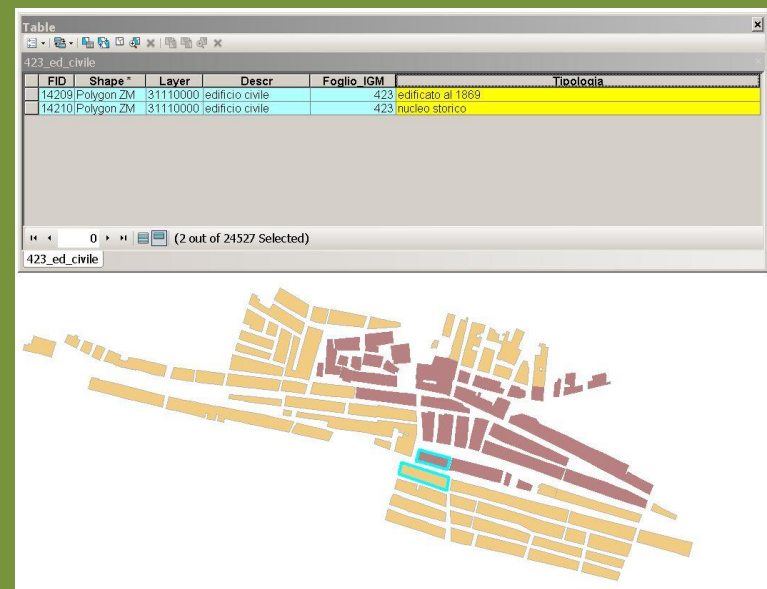 Table
423_ed_civile
FID Shape * Layer Descr Foglio_IGM Tipologia
14209 Polygon ZM 31110000 edificio civile 423 edificato al 1869
14210 Polygon ZM 31110000 edificio civile 423 nucleo storico
0 (2 out of 24527 Selected)
423_ed_civile